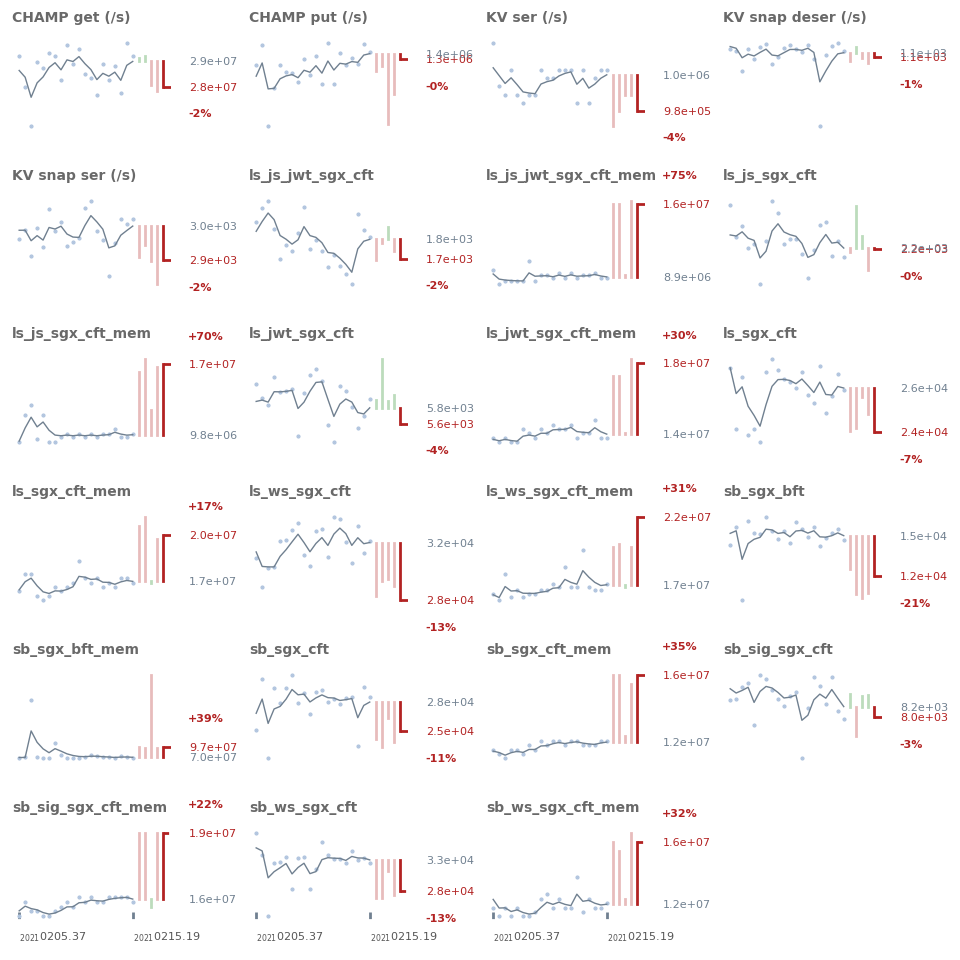 CHAMP get (/s)
2.9e+07
2.8e+07
-2%
CHAMP put (/s)
1.4e+06
1.3e+06
-0%
KV ser (/s)
1.0e+06
9.8e+05
-4%
KV snap deser (/s)
1.1e+03
1.1e+03
-1%
KV snap ser (/s)
3.0e+03
2.9e+03
-2%
ls_js_jwt_sgx_cft
1.8e+03
1.7e+03
-2%
ls_js_jwt_sgx_cft_mem
+75%
1.6e+07
8.9e+06
ls_js_sgx_cft
2.2e+03
2.2e+03
-0%
ls_js_sgx_cft_mem
+70%
1.7e+07
9.8e+06
ls_jwt_sgx_cft
5.8e+03
5.6e+03
-4%
ls_jwt_sgx_cft_mem
+30%
1.8e+07
1.4e+07
ls_sgx_cft
2.6e+04
2.4e+04
-7%
ls_sgx_cft_mem
+17%
2.0e+07
1.7e+07
ls_ws_sgx_cft
3.2e+04
2.8e+04
-13%
ls_ws_sgx_cft_mem
+31%
2.2e+07
1.7e+07
sb_sgx_bft
1.5e+04
1.2e+04
-21%
sb_sgx_bft_mem
+39%
9.7e+07
7.0e+07
sb_sgx_cft
2.8e+04
2.5e+04
-11%
sb_sgx_cft_mem
+35%
1.6e+07
1.2e+07
sb_sig_sgx_cft
8.2e+03
8.0e+03
-3%
sb_sig_sgx_cft_mem
+22%
1.9e+07
1.6e+07
20210205.37
20210215.19
sb_ws_sgx_cft
3.3e+04
2.8e+04
-13%
20210205.37
20210215.19
sb_ws_sgx_cft_mem
+32%
1.6e+07
1.2e+07
20210205.37
20210215.19